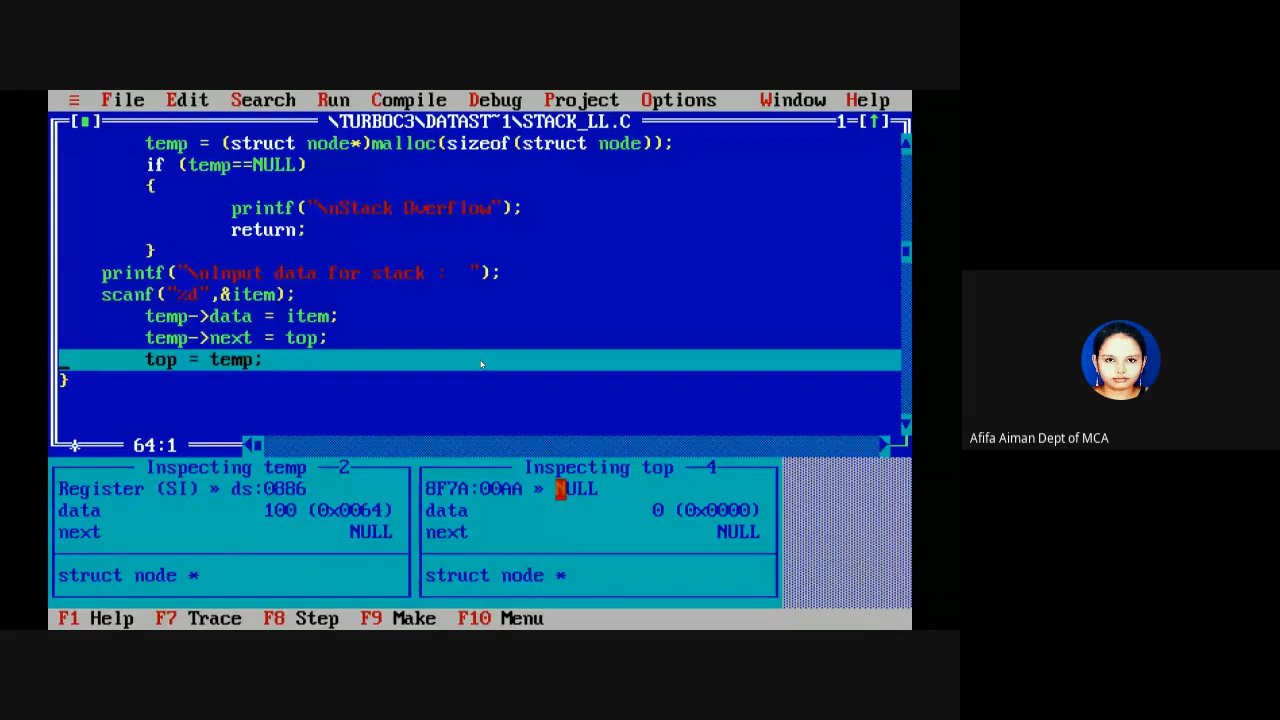 ≡ File Edit Search Run Compile Debug Project Options Window Help
[■] \TURBOC3\DATAST~1\STACK_LL.C 1=[↑]
temp = (struct node*)malloc(sizeof(struct node));
if (temp==NULL)
{
printf("\nStack Overflow");
return;
}
printf("\nInput data for stack :  ");
scanf("%d",&item);
temp->data = item;
temp->next = top;
top = temp;
}
64:1
Inspecting temp 2
Register (SI) » ds:0886
data 100 (0x0064)
next NULL
struct node *
Inspecting top 4
8F7A:00AA » NULL
data 0 (0x0000)
next NULL
struct node *
F1 Help F7 Trace F8 Step F9 Make F10 Menu
Afifa Aiman Dept of MCA